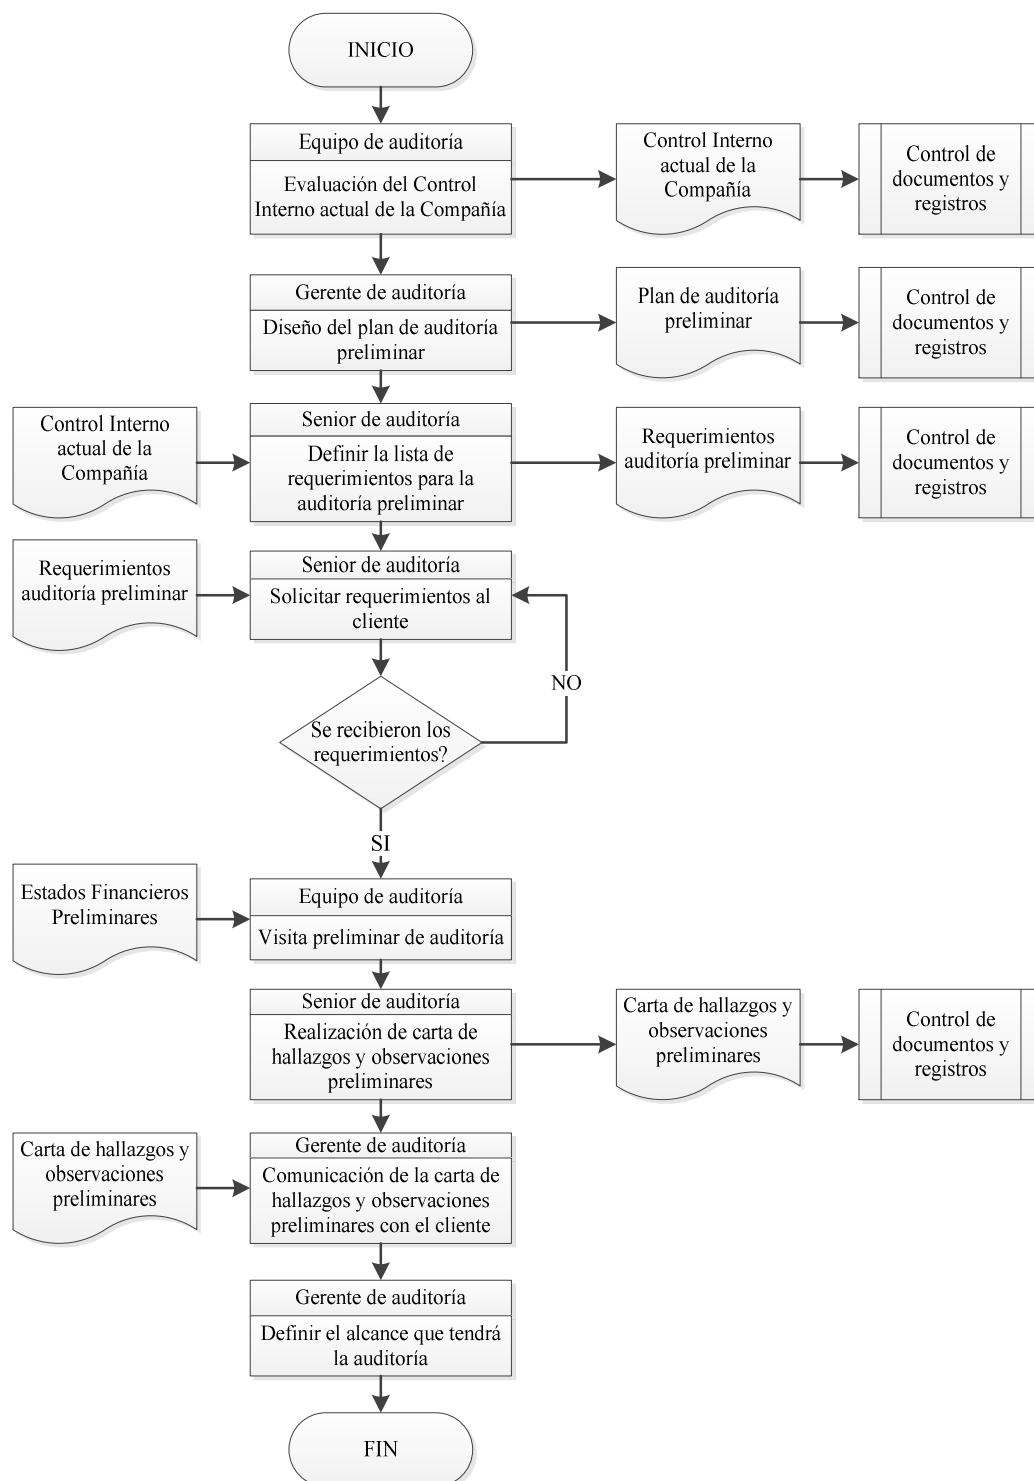 INICIO
Equipo de auditoría
Evaluación del Control
Interno actual de la Compañía
Control Interno
actual de la
Compañía
Control de
documentos y
registros
Gerente de auditoría
Diseño del plan de auditoría
preliminar
Plan de auditoría
preliminar
Control de
documentos y
registros
Control Interno
actual de la
Compañía
Senior de auditoría
Definir la lista de
requerimientos para la
auditoría preliminar
Requerimientos
auditoría preliminar
Control de
documentos y
registros
Requerimientos
auditoría preliminar
Senior de auditoría
Solicitar requerimientos al
cliente
NO
Se recibieron los
requerimientos?
SI
Estados Financieros
Preliminares
Equipo de auditoría
Visita preliminar de auditoría
Senior de auditoría
Realización de carta de
hallazgos y observaciones
preliminares
Carta de hallazgos y
observaciones
preliminares
Control de
documentos y
registros
Carta de hallazgos y
observaciones
preliminares
Gerente de auditoría
Comunicación de la carta de
hallazgos y observaciones
preliminares con el cliente
Gerente de auditoría
Definir el alcance que tendrá
la auditoría
FIN